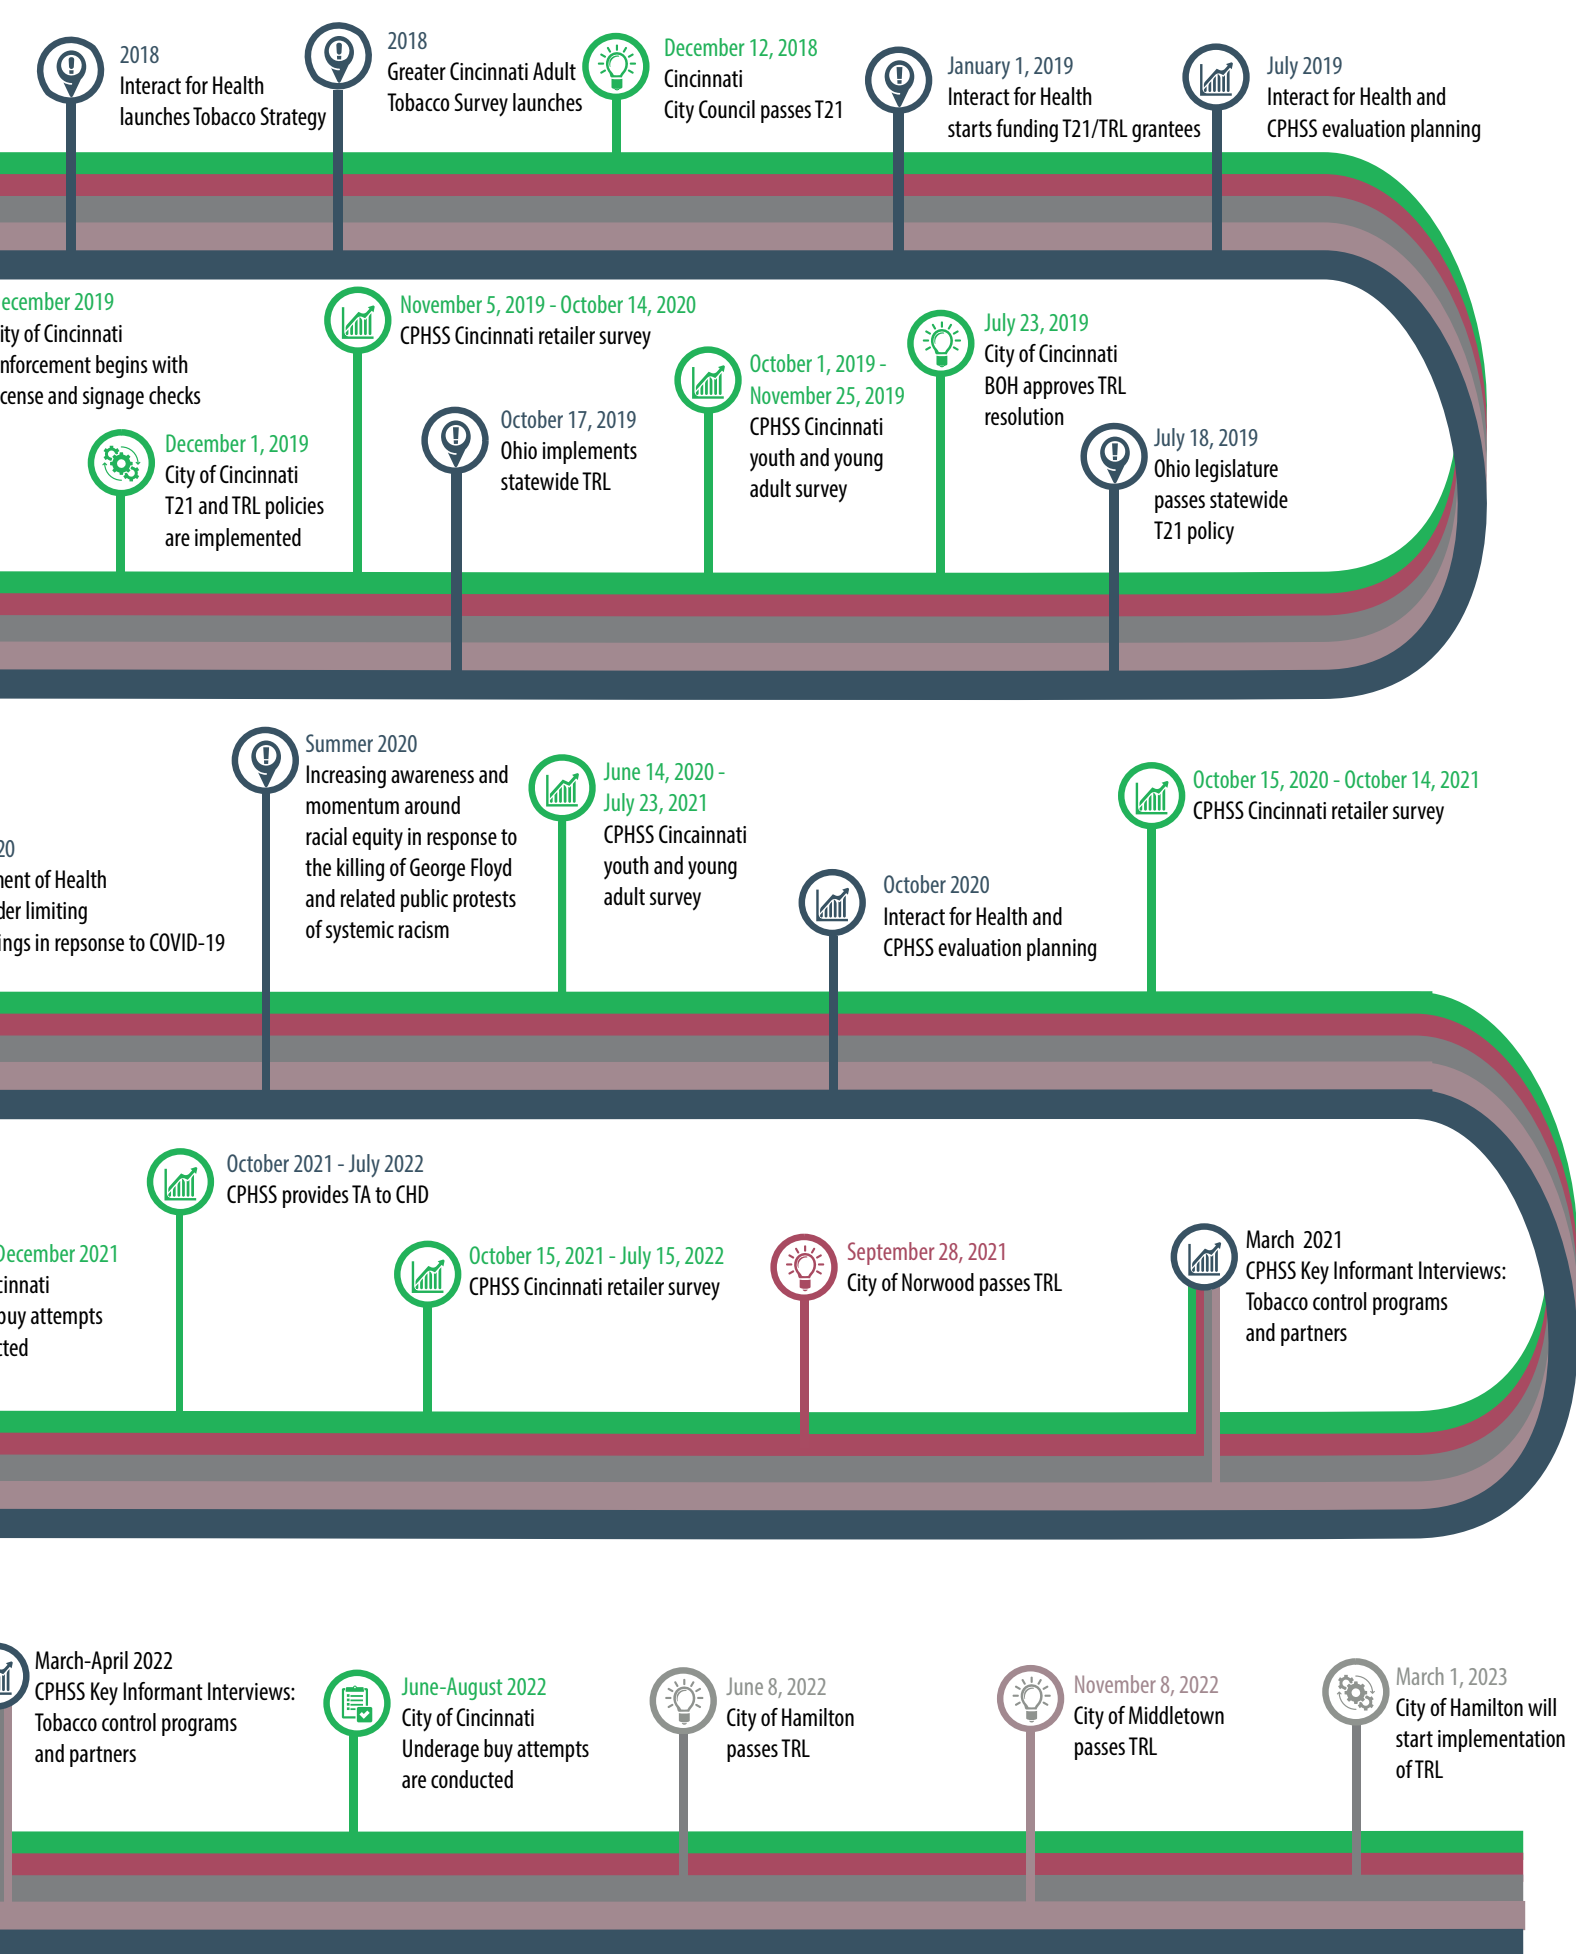 2018
Interact for Health
launches Tobacco Strategy
2018
Greater Cincinnati Adult
Tobacco Survey launches
December 12, 2018
Cincinnati
City Council passes T21
January 1, 2019
Interact for Health
starts funding T21/TRL grantees
July 2019
Interact for Health and
CPHSS evaluation planning
ecember 2019
ity of Cincinnati
nforcement begins with
cense and signage checks
December 1, 2019
City of Cincinnati
T21 and TRL policies
are implemented
November 5, 2019 - October 14, 2020
CPHSS Cincinnati retailer survey
October 17, 2019
Ohio implements
statewide TRL
October 1, 2019 -
November 25, 2019
CPHSS Cincinnati
youth and young
adult survey
July 23, 2019
City of Cincinnati
BOH approves TRL
resolution
July 18, 2019
Ohio legislature
passes statewide
T21 policy
20
ment of Health
der limiting
ings in repsonse to COVID-19
Summer 2020
Increasing awareness and
momentum around
racial equity in response to
the killing of George Floyd
and related public protests
of systemic racism
June 14, 2020 -
July 23, 2021
CPHSS Cincainnati
youth and young
adult survey
October 2020
Interact for Health and
CPHSS evaluation planning
October 15, 2020 - October 14, 2021
CPHSS Cincinnati retailer survey
December 2021
cinnati
buy attempts
cted
October 2021 - July 2022
CPHSS provides TA to CHD
October 15, 2021 - July 15, 2022
CPHSS Cincinnati retailer survey
September 28, 2021
City of Norwood passes TRL
March 2021
CPHSS Key Informant Interviews:
Tobacco control programs
and partners
March-April 2022
CPHSS Key Informant Interviews:
Tobacco control programs
and partners
June-August 2022
City of Cincinnati
Underage buy attempts
are conducted
June 8, 2022
City of Hamilton
passes TRL
November 8, 2022
City of Middletown
passes TRL
March 1, 2023
City of Hamilton will
start implementation
of TRL